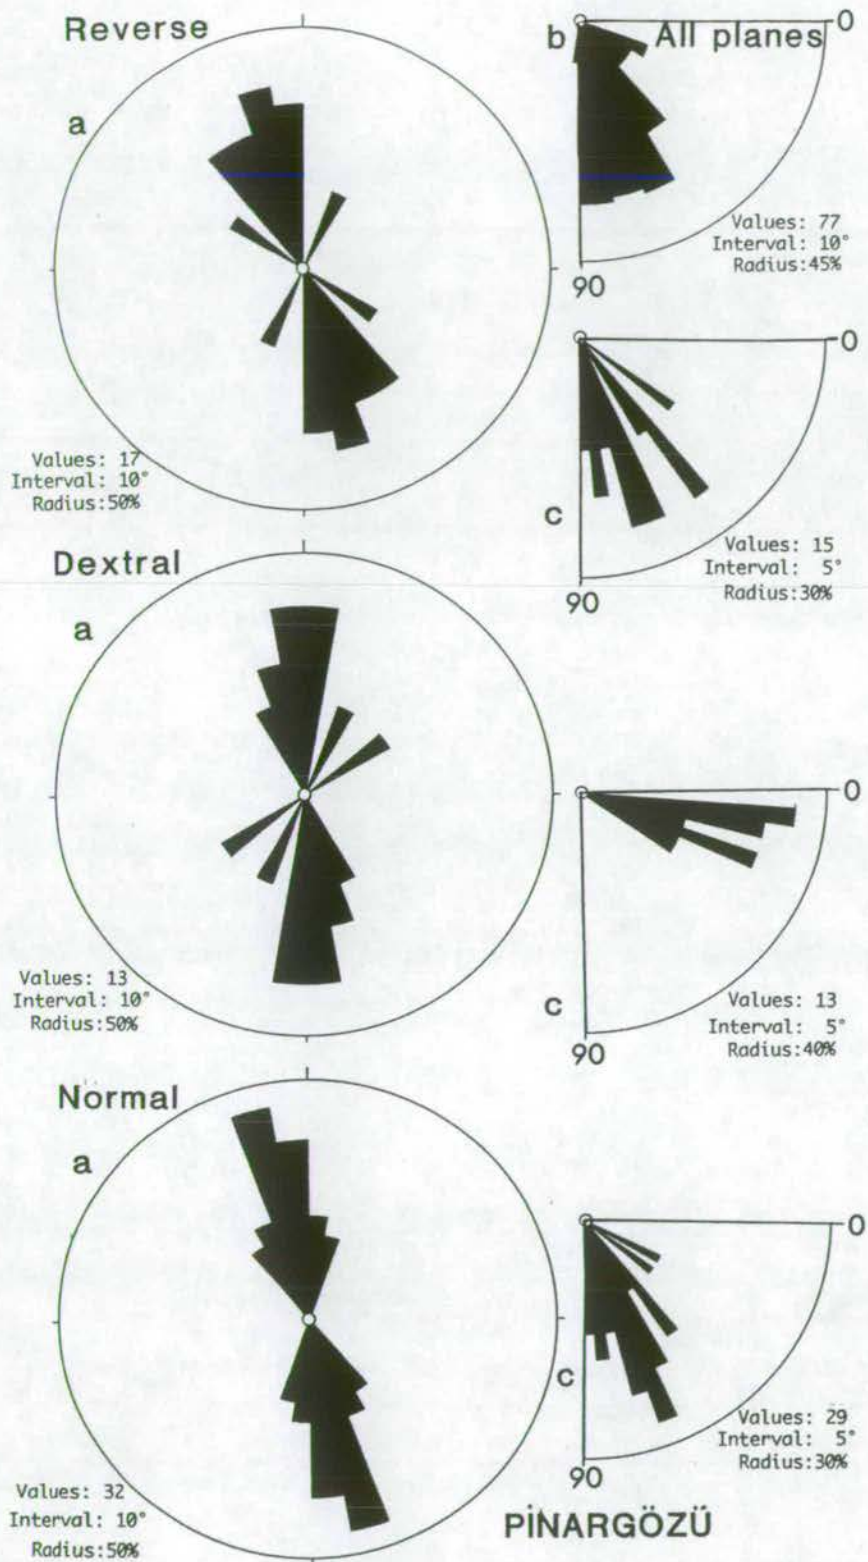 Reverse
a
Values: 17
Interval: 10°
Radius:50%
b All planes
0
90
Values: 77
Interval: 10°
Radius:45%
0
90
c
Values: 15
Interval: 5°
Radius:30%
Dextral
a
Values: 13
Interval: 10°
Radius:50%
0
90
c
Values: 13
Interval: 5°
Radius:40%
Normal
a
Values: 32
Interval: 10°
Radius:50%
0
90
c
Values: 29
Interval: 5°
Radius:30%
PİNARGÖZÜ